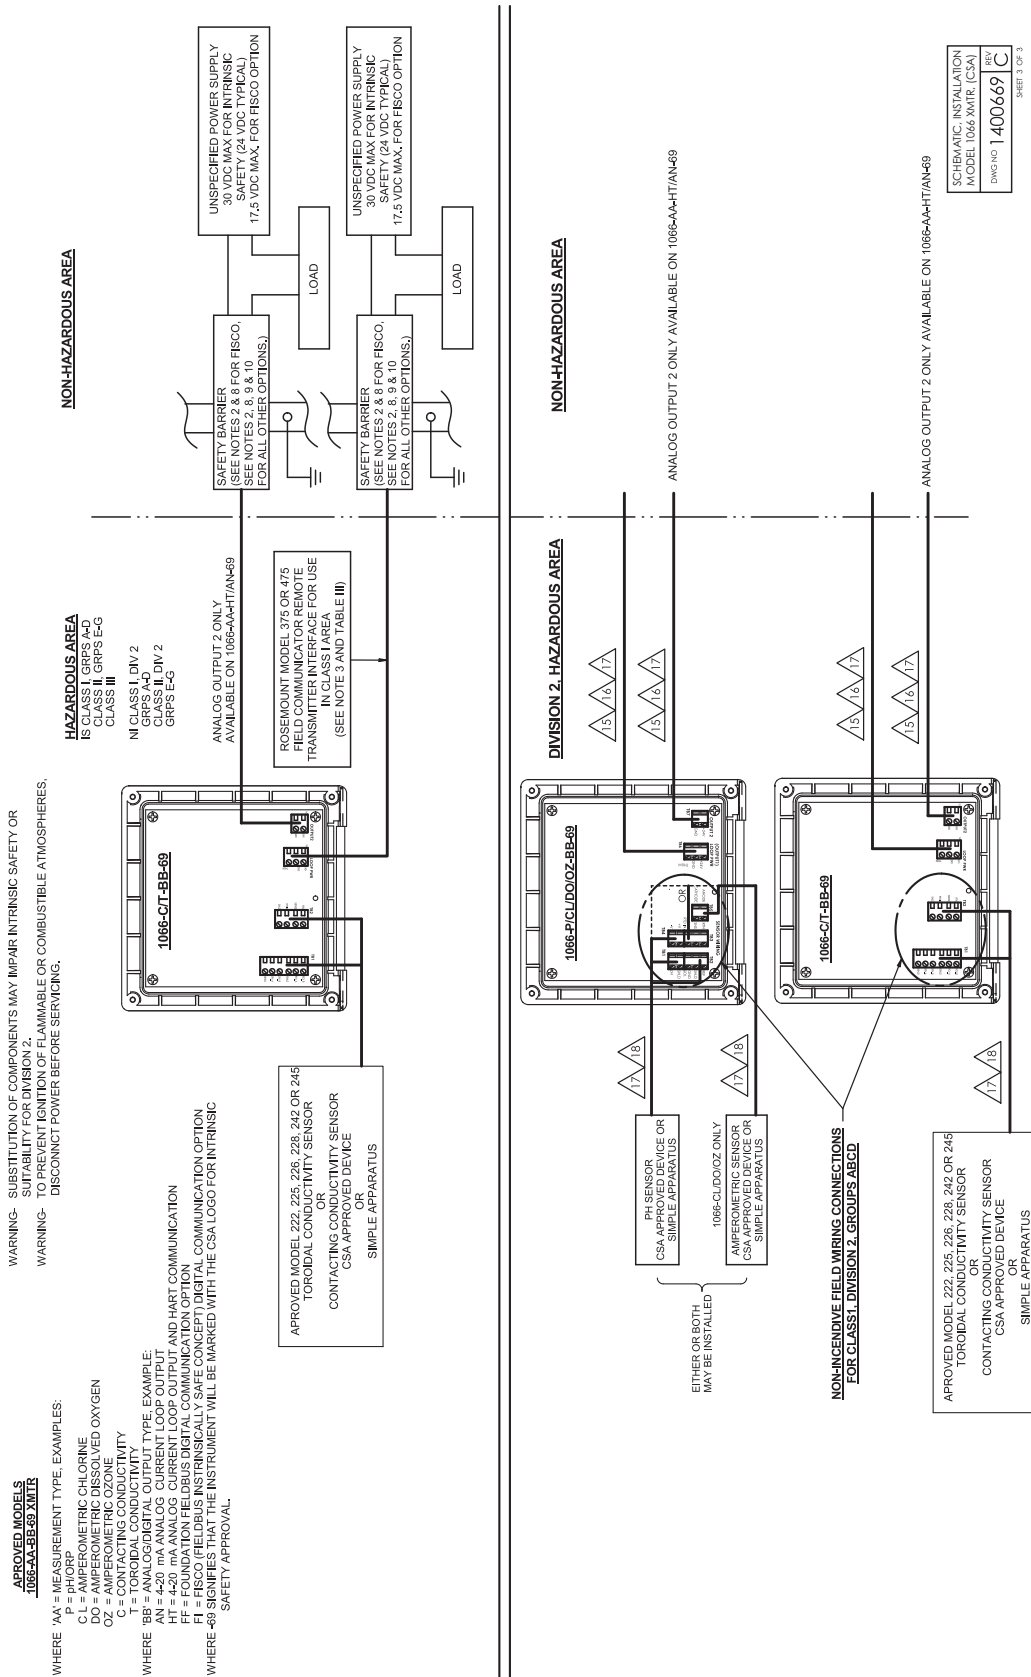 APROVED MODELS
1066-AA-BB-69 XMTR
WHERE 'AA' = MEASUREMENT TYPE, EXAMPLES:
P = pH/ORP
C L = AMPEROMETRIC CHLORINE
DO = AMPEROMETRIC DISSOLVED OXYGEN
OZ = AMPEROMETRIC OZONE
C = CONTACTING CONDUCTIVITY
T = TOROIDAL CONDUCTIVITY
WHERE 'BB' = ANALOG/DIGITAL OUTPUT TYPE, EXAMPLE:
AN = 4-20 mA ANALOG CURRENT LOOP OUTPUT
HT = 4-20 mA ANALOG CURRENT LOOP OUTPUT AND HART COMMUNICATION
FF = FOUNDATION FIELDBUS DIGITAL COMMUNICATION OPTION
FI = FISCO (FIELDBUS INSTRINSICALLY SAFE CONCEPT) DIGITAL COMMUNICATION OPTION
WHERE -69 SIGNIFIES THAT THE INSTRUMENT WILL BE MARKED WITH THE CSA LOGO FOR INTRINSIC
SAFETY APPROVAL.
WARNING- SUBSTITUTION OF COMPONENTS MAY IMPAIR INTRINSIC SAFETY OR
SUITABILITY FOR DIVISION 2.
WARNING- TO PREVENT IGNITION OF FLAMMABLE OR COMBUSTIBLE ATMOSPHERES,
DISCONNCT POWER BEFORE SERVICING.
HAZARDOUS AREA
IS CLASS I, GRPS A-D
CLASS II, GRPS E-G
CLASS III
NI CLASS I, DIV 2
GRPS A-D
CLASS II, DIV 2
GRPS E-G
NON-HAZARDOUS AREA
APROVED MODEL 222, 225, 226, 228, 242 OR 245
TOROIDAL CONDUCTIVITY SENSOR
OR
CONTACTING CONDUCTIVITY SENSOR
CSA APPROVED DEVICE
OR
SIMPLE APPARATUS
1066-C/T-BB-69
ANALOG OUTPUT 2 ONLY
AVAILABLE ON 1066-AA-HT/AN-69
ROSEMOUNT MODEL 375 OR 475
FIELD COMMUNICATOR REMOTE
TRANSMITTER INTERFACE FOR USE
IN CLASS I AREA
(SEE NOTE 3 AND TABLE III)
SAFETY BARRIER
(SEE NOTES 2 & 8 FOR FISCO,
SEE NOTES 2, 8, 9 & 10
FOR ALL OTHER OPTIONS.)
LOAD
UNSPECIFIED POWER SUPPLY
30 VDC MAX FOR INTRINSIC
SAFETY (24 VDC TYPICAL)
17.5 VDC MAX. FOR FISCO OPTION
SAFETY BARRIER
(SEE NOTES 2 & 8 FOR FISCO,
SEE NOTES 2, 8, 9 & 10
FOR ALL OTHER OPTIONS.)
LOAD
UNSPECIFIED POWER SUPPLY
30 VDC MAX FOR INTRINSIC
SAFETY (24 VDC TYPICAL)
17.5 VDC MAX. FOR FISCO OPTION
DIVISION 2, HAZARDOUS AREA
NON-HAZARDOUS AREA
EITHER OR BOTH
MAY BE INSTALLED
PH SENSOR
CSA APPROVED DEVICE OR
SIMPLE APPARATUS
1066-CL/DO/OZ ONLY
AMPEROMETRIC SENSOR
CSA APPROVED DEVICE OR
SIMPLE APPARATUS
17 18
17 18
1066-P/CL/DO/OZ-BB-69
OR
SENSOR WIRING
15 16 17
15 16 17
ANALOG OUTPUT 2 ONLY AVAILABLE ON 1066-AA-HT/AN-69
NON-INCENDIVE FIELD WIRING CONNECTIONS
FOR CLASS1, DIVISION 2, GROUPS ABCD
APROVED MODEL 222, 225, 226, 228, 242 OR 245
TOROIDAL CONDUCTIVITY SENSOR
OR
CONTACTING CONDUCTIVITY SENSOR
CSA APPROVED DEVICE
OR
SIMPLE APPARATUS
17 18
1066-C/T-BB-69
15 16 17
15 16 17
ANALOG OUTPUT 2 ONLY AVAILABLE ON 1066-AA-HT/AN-69
SCHEMATIC, INSTALLATION
MODEL 1066 XMTR, (CSA)
DWG NO 1400669 REV C
SHEET 3 OF 3